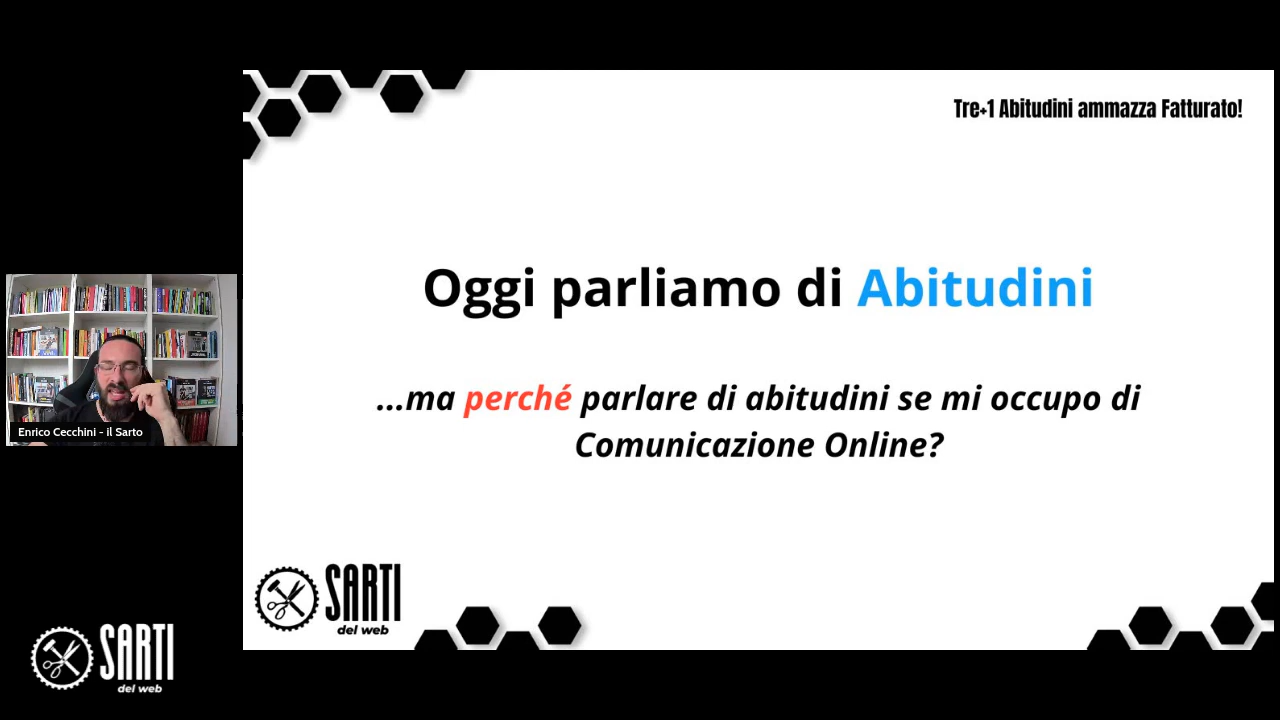 Tre+1 Abitudini ammazza Fatturato!
Oggi parliamo di Abitudini
...ma perché parlare di abitudini se mi occupo di
Comunicazione Online?
Enrico Cecchini - il Sarto
SARTI
del web
SARTI
del web